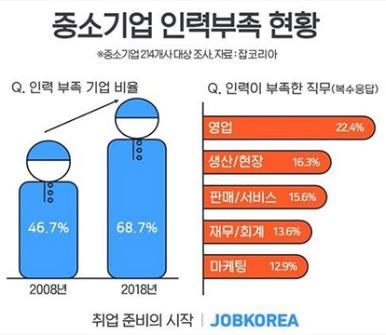 중소기업 인력부족 현황
※중소기업 214개사 대상 조사, 자료 : 잡코리아
Q. 인력 부족 기업 비율
46.7%
68.7%
2008년
2018년
Q. 인력이 부족한 직무(복수응답)
영업 22.4%
생산/현장 16.3%
판매/서비스 15.6%
재무/회계 13.6%
마케팅 12.9%
취업 준비의 시작 | JOBKOREA